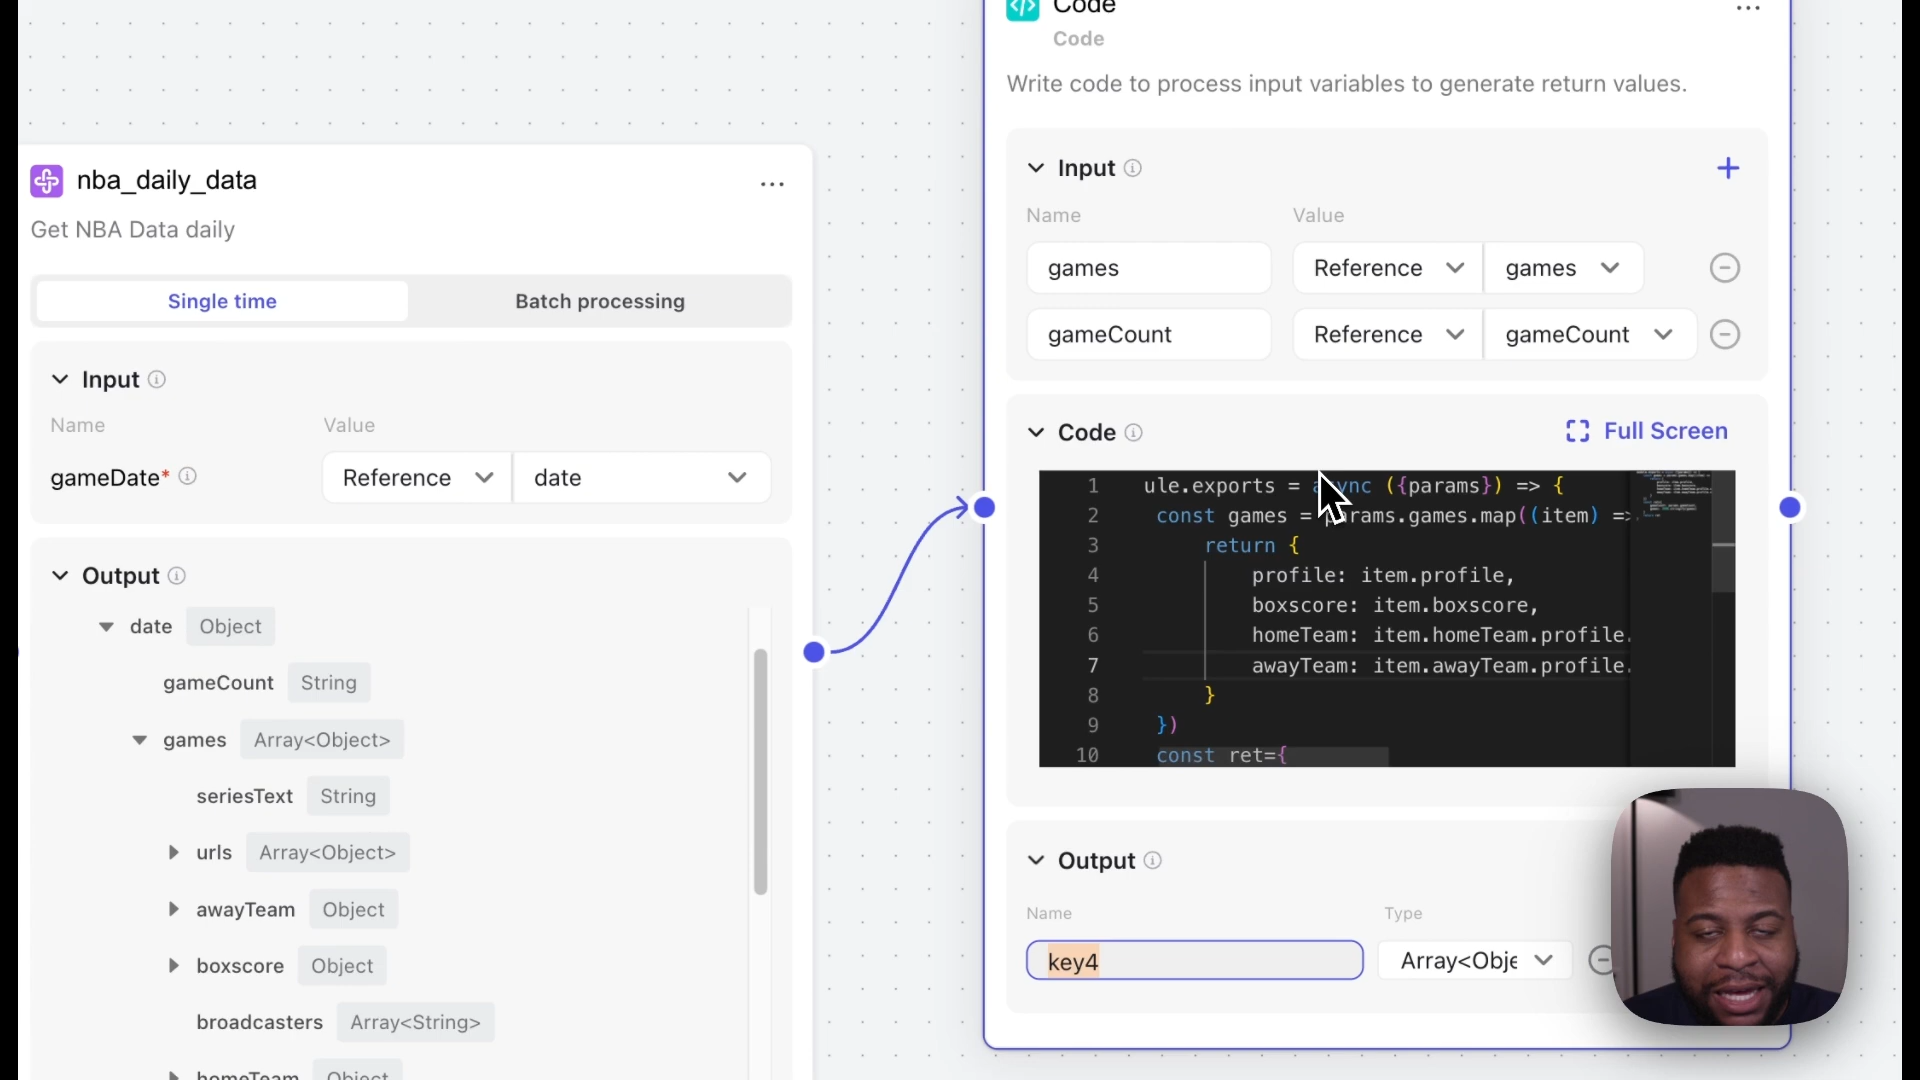 Code
Code
Write code to process input variables to generate return values.
Input
Name Value
games Reference games
gameCount Reference gameCount
Code Full Screen
1 ule.exports = async ({params}) => {
2 const games = params.games.map((item) =>
3 return {
4 profile: item.profile,
5 boxscore: item.boxscore,
6 homeTeam: item.homeTeam.profile.
7 awayTeam: item.awayTeam.profile.
8 }
9 })
10 const ret={
Output
Name Type
key4 Array<Obje
nba_daily_data
Get NBA Data daily
Single time Batch processing
Input
Name Value
gameDate* Reference date
Output
date Object
gameCount String
games Array<Object>
seriesText String
urls Array<Object>
awayTeam Object
boxscore Object
broadcasters Array<String>
homeTeam Object